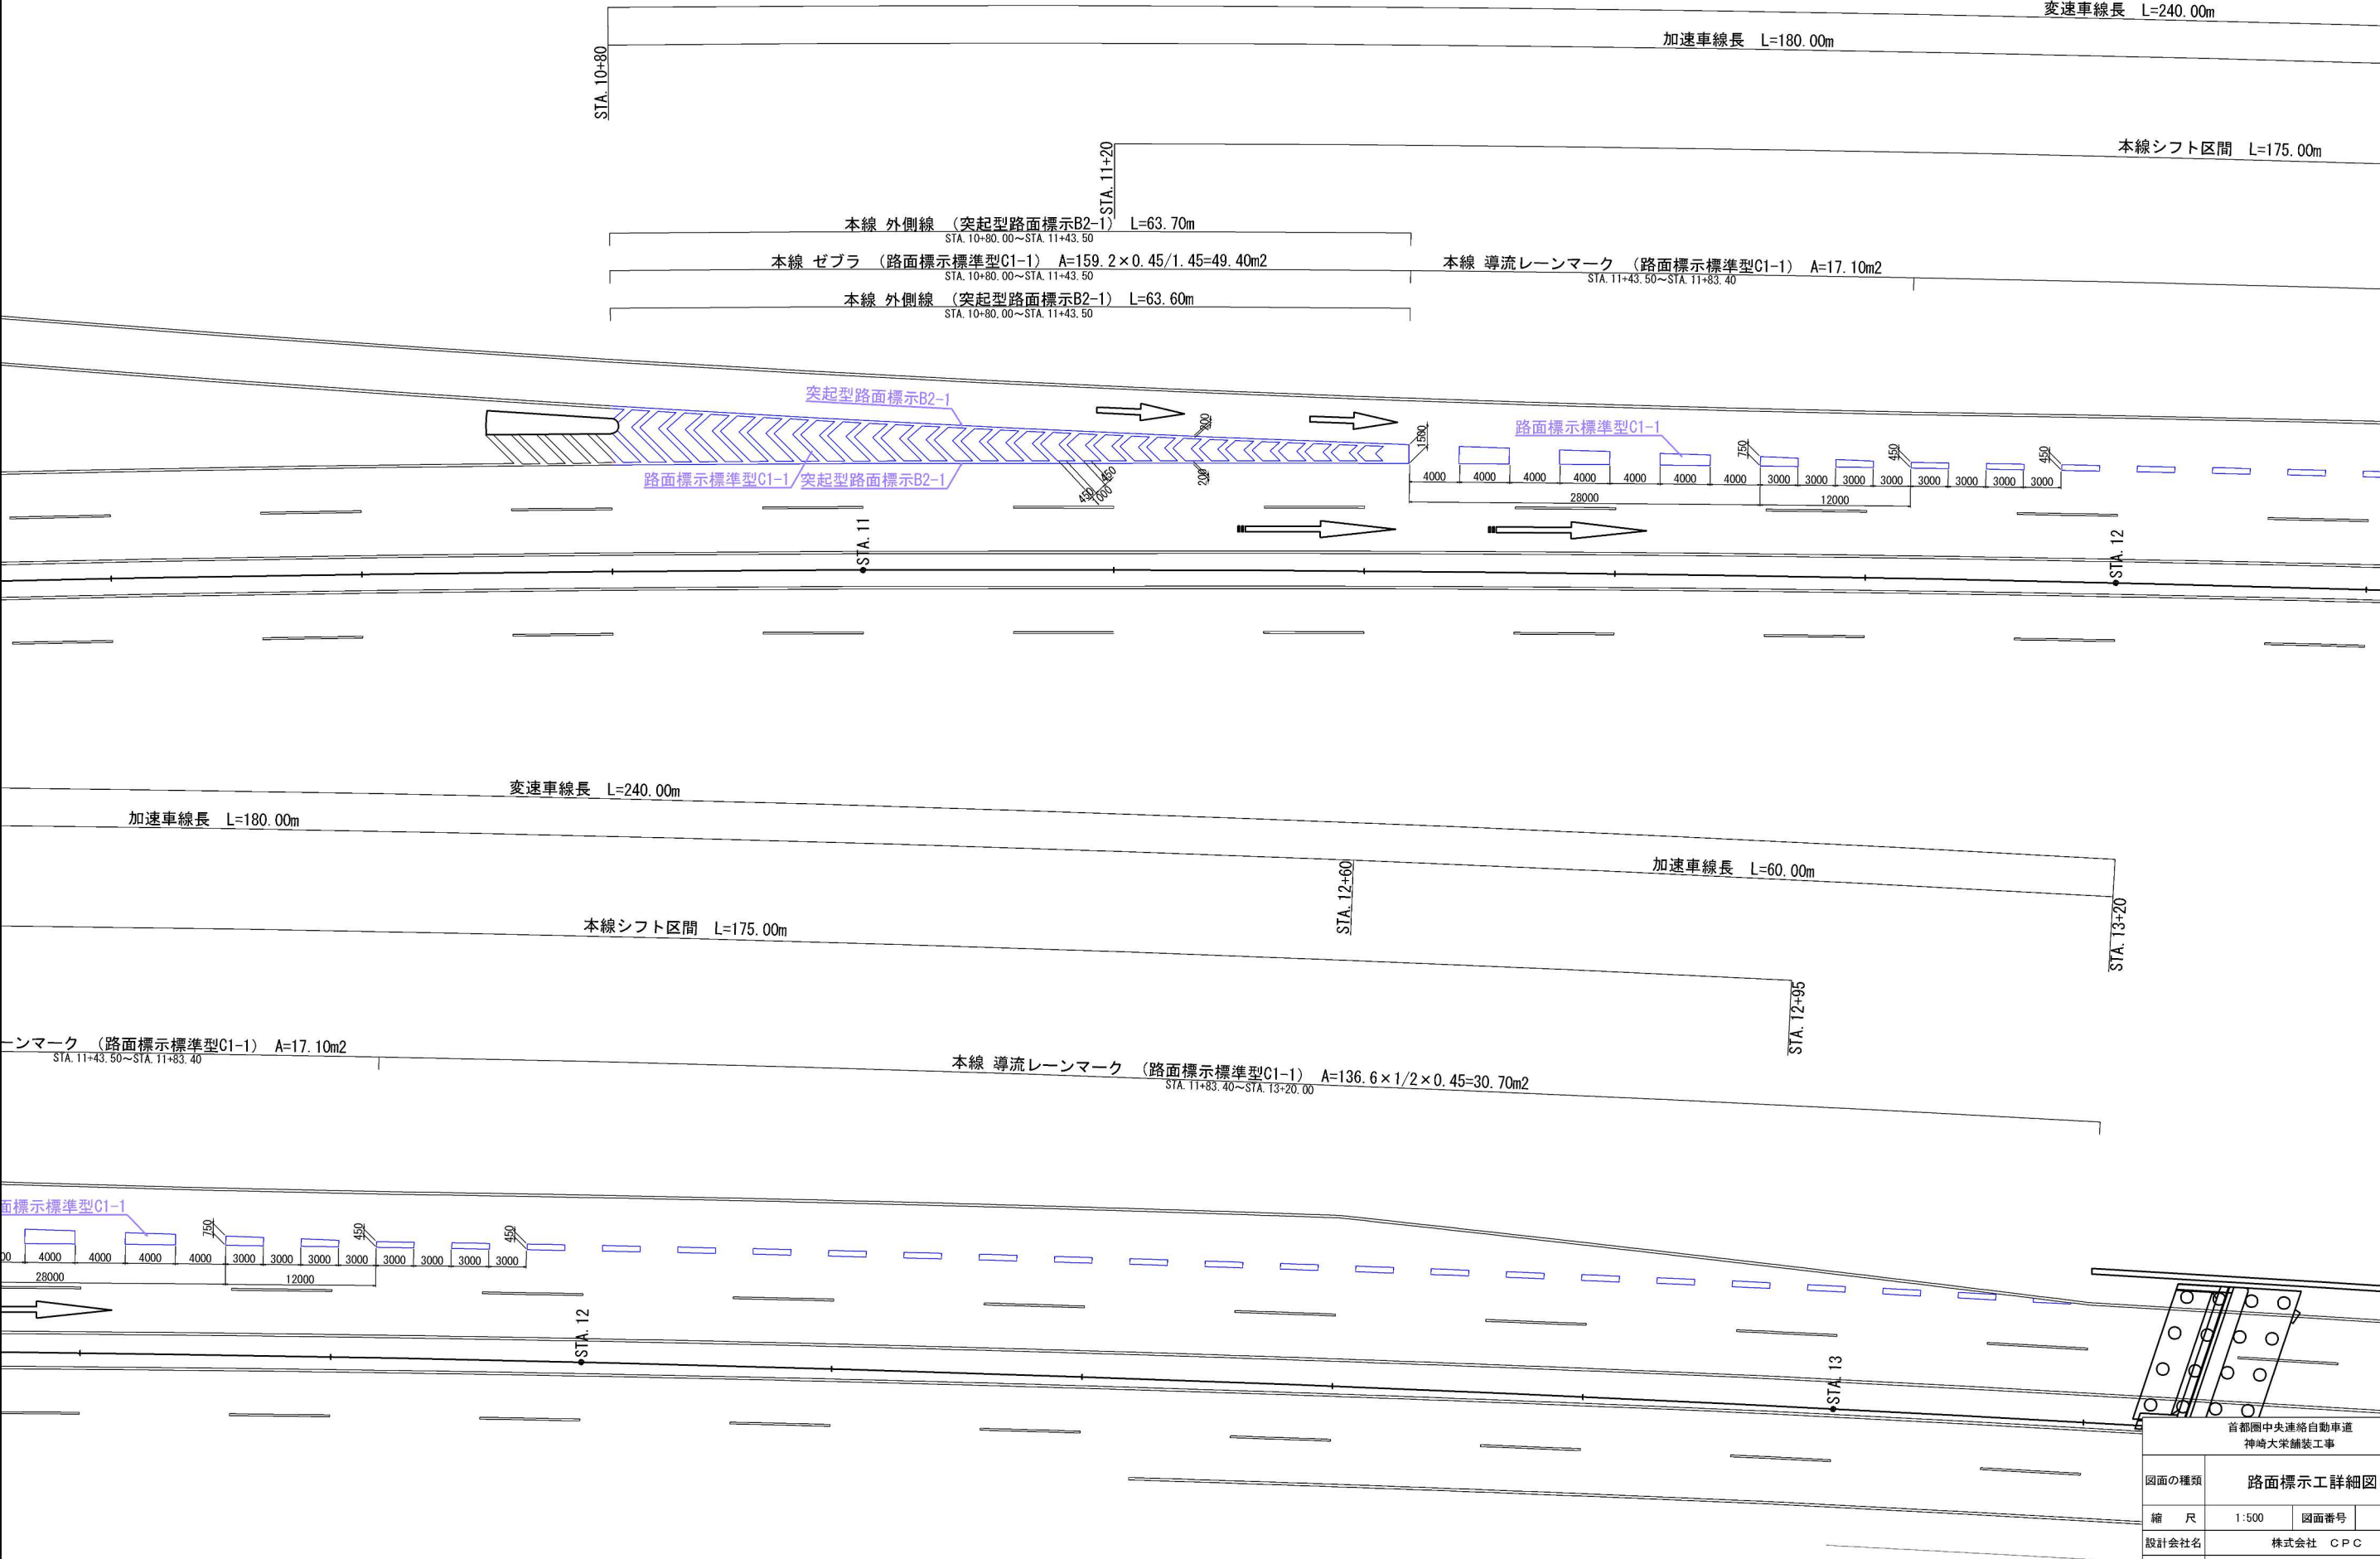 変速車線長 L=240.00m
加速車線長 L=180.00m
STA.10+80
本線シフト区間 L=175.00m
STA.11+20
本線 外側線 (突起型路面標示B2-1) L=63.70m
STA.10+80.00~STA.11+43.50
本線 ゼブラ (路面標示標準型C1-1) A=159.2×0.45/1.45=49.40m2
STA.10+80.00~STA.11+43.50
本線 導流レーンマーク (路面標示標準型C1-1) A=17.10m2
STA.11+43.50~STA.11+83.40
本線 外側線 (突起型路面標示B2-1) L=63.60m
STA.10+80.00~STA.11+43.50
突起型路面標示B2-1
路面標示標準型C1-1
路面標示標準型C1-1
突起型路面標示B2-1
450
1000
450
200
1500
750
450
450
4000 4000 4000 4000 4000 4000 4000 3000 3000 3000 3000 3000 3000 3000 3000
28000
12000
STA.11
STA.12
変速車線長 L=240.00m
加速車線長 L=180.00m
加速車線長 L=60.00m
STA.12+60
STA.13+20
本線シフト区間 L=175.00m
STA.12+95
ーンマーク (路面標示標準型C1-1) A=17.10m2
STA.11+43.50~STA.11+83.40
本線 導流レーンマーク (路面標示標準型C1-1) A=136.6×1/2×0.45=30.70m2
STA.11+83.40~STA.13+20.00
面標示標準型C1-1
750
450
450
00 4000 4000 4000 4000 3000 3000 3000 3000 3000 3000 3000 3000
28000
12000
STA.12
STA.13
首都圏中央連絡自動車道
神崎大栄舗装工事
図面の種類 路面標示工詳細図
縮 尺 1:500 図面番号
設計会社名 株式会社 CPC